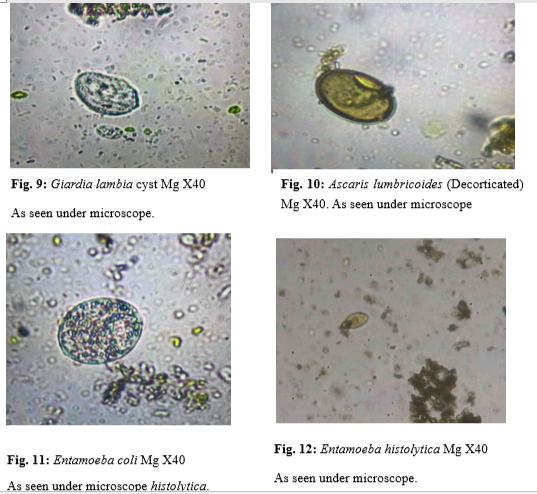 Fig. 9: Giardia lambia cyst Mg X40
As seen under microscope.
Fig. 10: Ascaris lumbricoides (Decorticated)
Mg X40. As seen under microscope
Fig. 11: Entamoeba coli Mg X40
As seen under microscope histolytica.
Fig. 12: Entamoeba histolytica Mg X40
As seen under microscope.